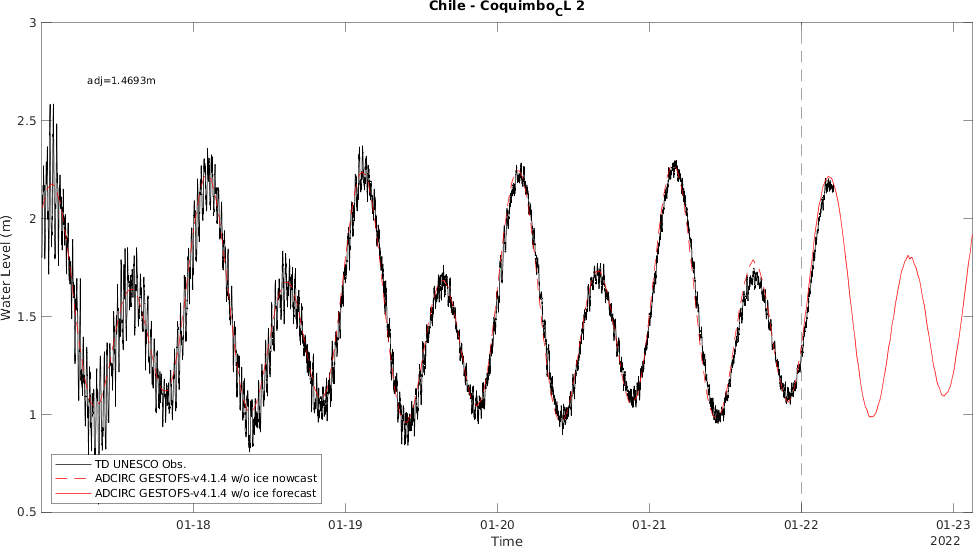 Chile - Coquimbo_CL 2
3
adj=1.4693m
2.5
2
Water Level (m)
1.5
1
TD UNESCO Obs.
ADCIRC GESTOFS-v4.1.4 w/o ice nowcast
ADCIRC GESTOFS-v4.1.4 w/o ice forecast
0.5
01-18 01-19 01-20 01-21 01-22 01-23
Time 2022